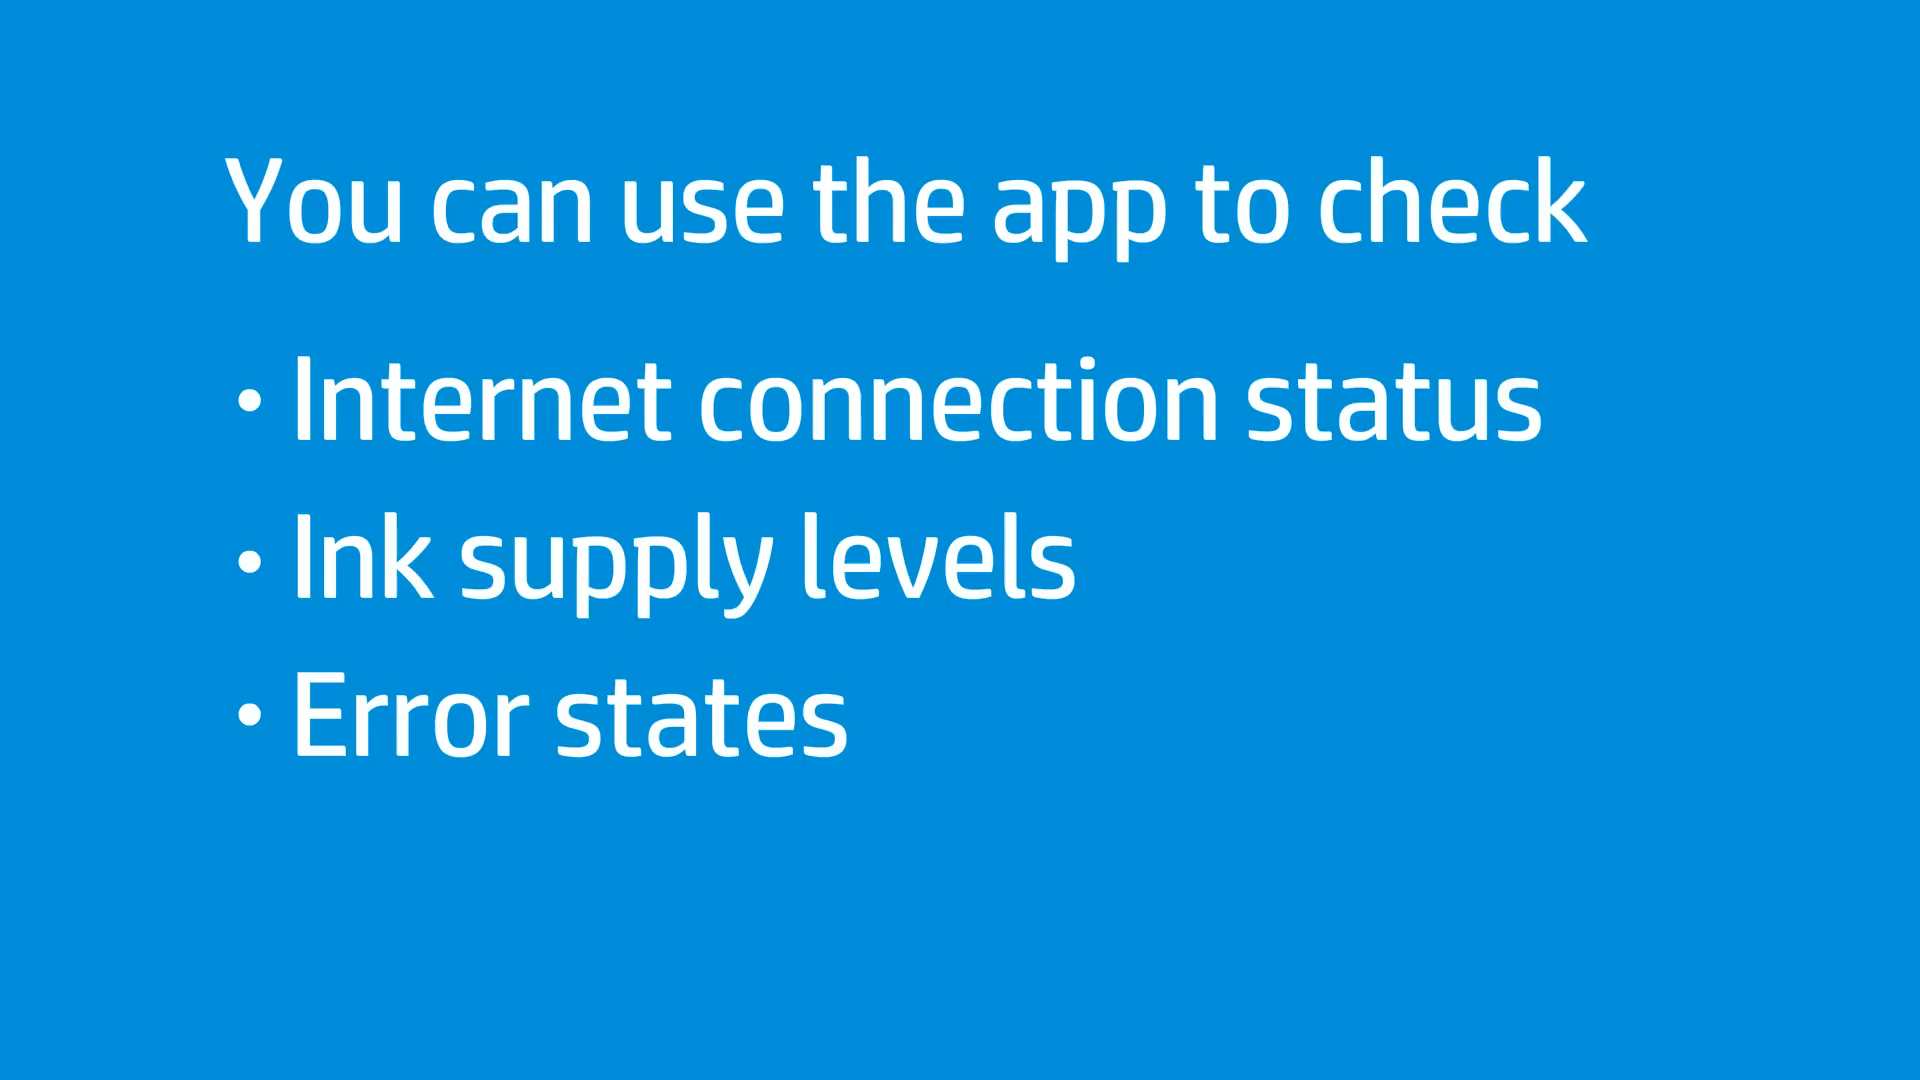 You can use the app to check
• Internet connection status
• Ink supply levels
• Error states